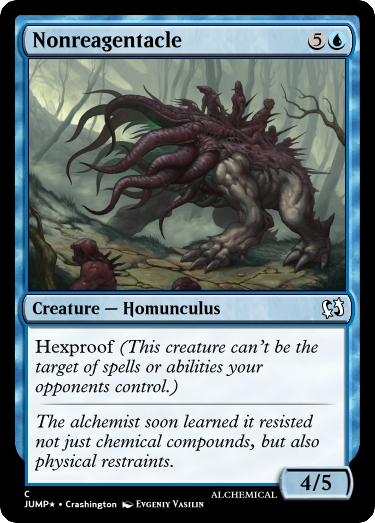 Nonreagentacle 5
Creature — Homunculus
Hexproof (This creature can't be the
target of spells or abilities your
opponents control.)
The alchemist soon learned it resisted
not just chemical compounds, but also
physical restraints.
4/5
C ALCHEMICAL
JUMP★ • Crashington Evgeniy Vasilin